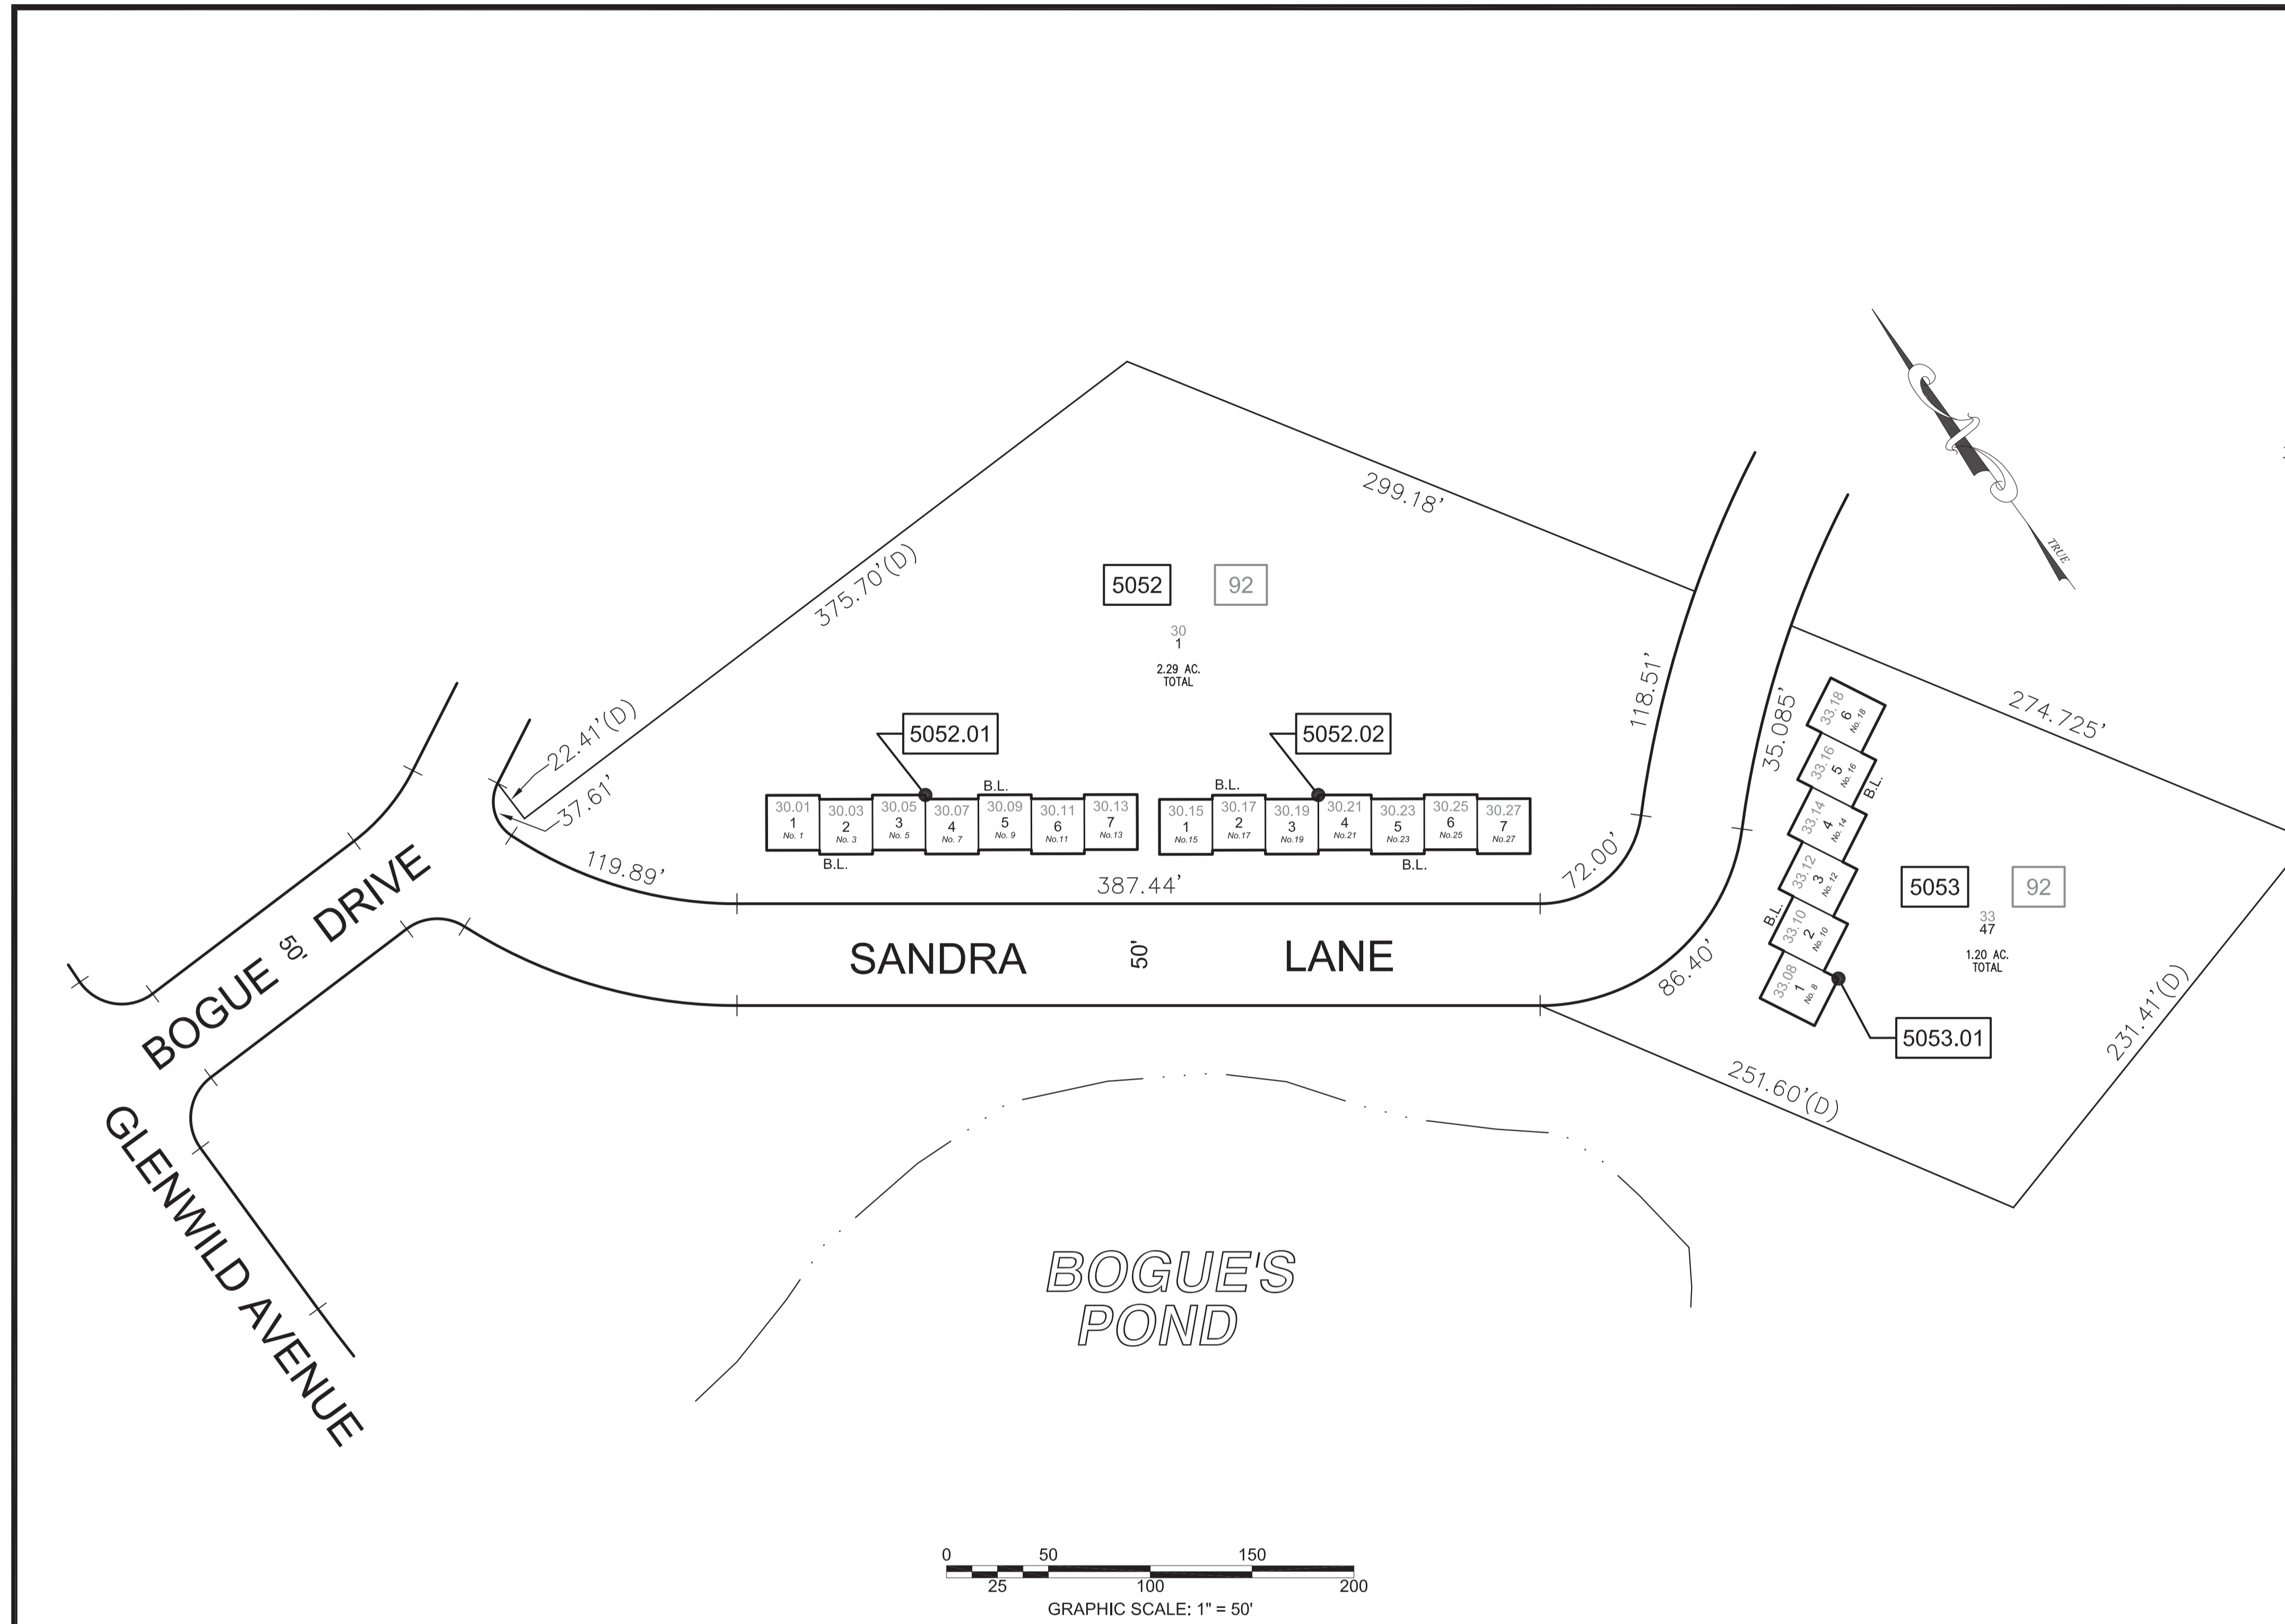 299.18'
375.70'(D)
TRUE
5052
92
30
1
2.29 AC.
TOTAL
118.51'
35.085'
274.725'
22.41'(D)
37.61'
119.89'
5052.01
5052.02
B.L.
30.01
1
No. 1
30.03
2
No. 3
30.05
3
No. 5
30.07
4
No. 7
30.09
5
No. 9
30.11
6
No.11
30.13
7
No.13
B.L.
B.L.
30.15
1
No.15
30.17
2
No.17
30.19
3
No.19
30.21
4
No.21
30.23
5
No.23
30.25
6
No.25
30.27
7
No.27
B.L.
387.44'
72.00'
86.40'
33.18
6
No. 18
33.16
5
No. 16
B.L.
33.14
4
No. 14
33.12
3
No. 12
B.L.
33.10
2
No. 10
33.08
1
No. 8
5053
92
33
47
1.20 AC.
TOTAL
5053.01
231.41'(D)
251.60'(D)
BOGUE 50' DRIVE
SANDRA 50' LANE
GLENWILD AVENUE
BOGUE'S
POND
0 50 150
25 100 200
GRAPHIC SCALE: 1" = 50'